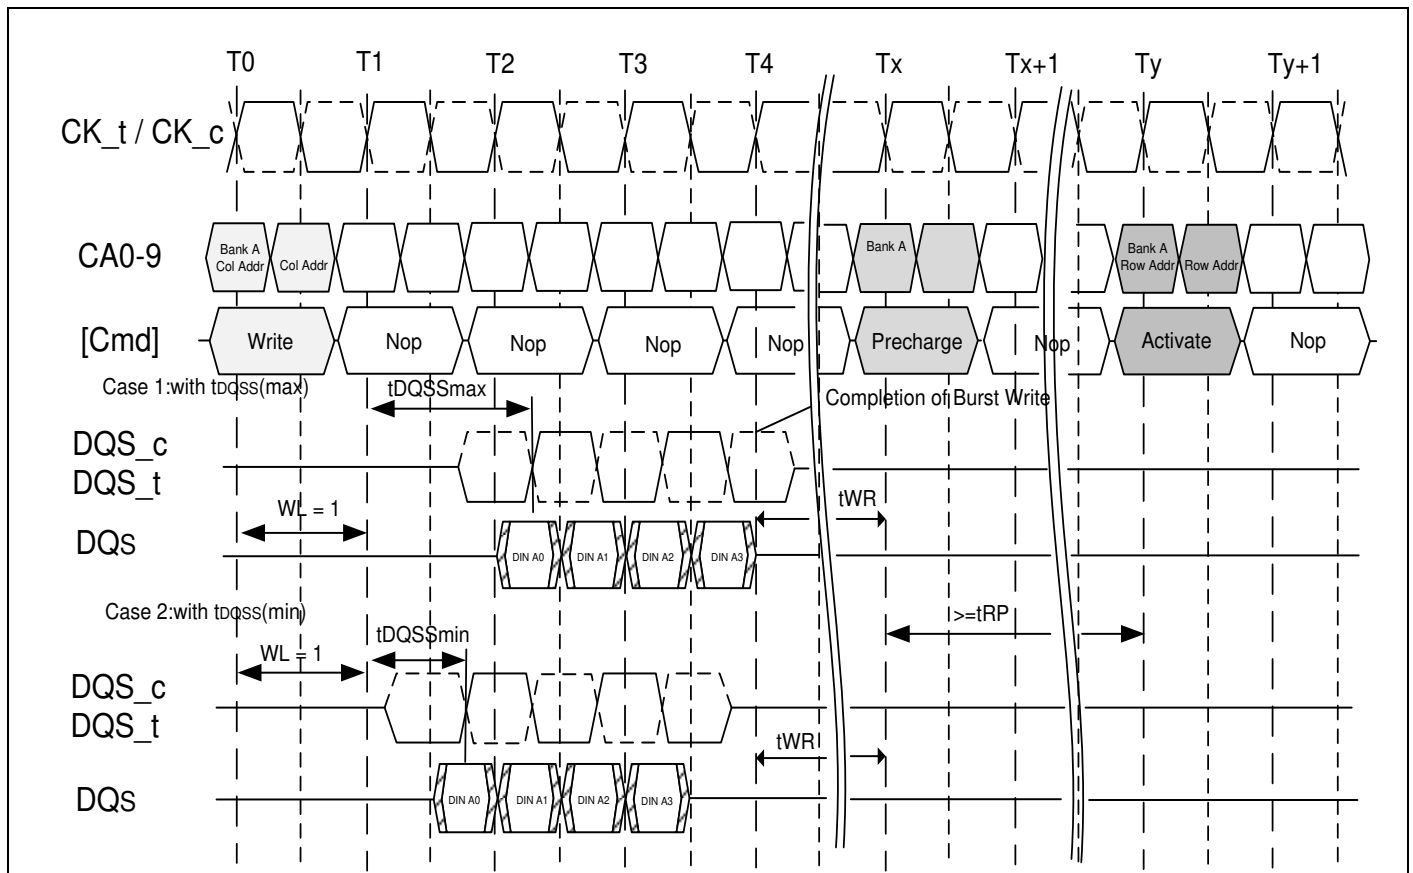 T0 T1 T2 T3 T4 Tx Tx+1 Ty Ty+1
CK_t / CK_c
CA0-9
Bank A
Col Addr
Col Addr
Bank A
Bank A
Row Addr
Row Addr
[Cmd] Write Nop Nop Nop Nop Precharge Nop Activate Nop
Case 1:with tDQSS(max)
tDQSSmax
Completion of Burst Write
DQS_c
DQS_t
WL = 1
tWR
DQs
DIN A0 DIN A1 DIN A2 DIN A3
Case 2:with tDQSS(min)
tDQSSmin
>=tRP
WL = 1
DQS_c
DQS_t
tWR
DQs
DIN A0 DIN A1 DIN A2 DIN A3